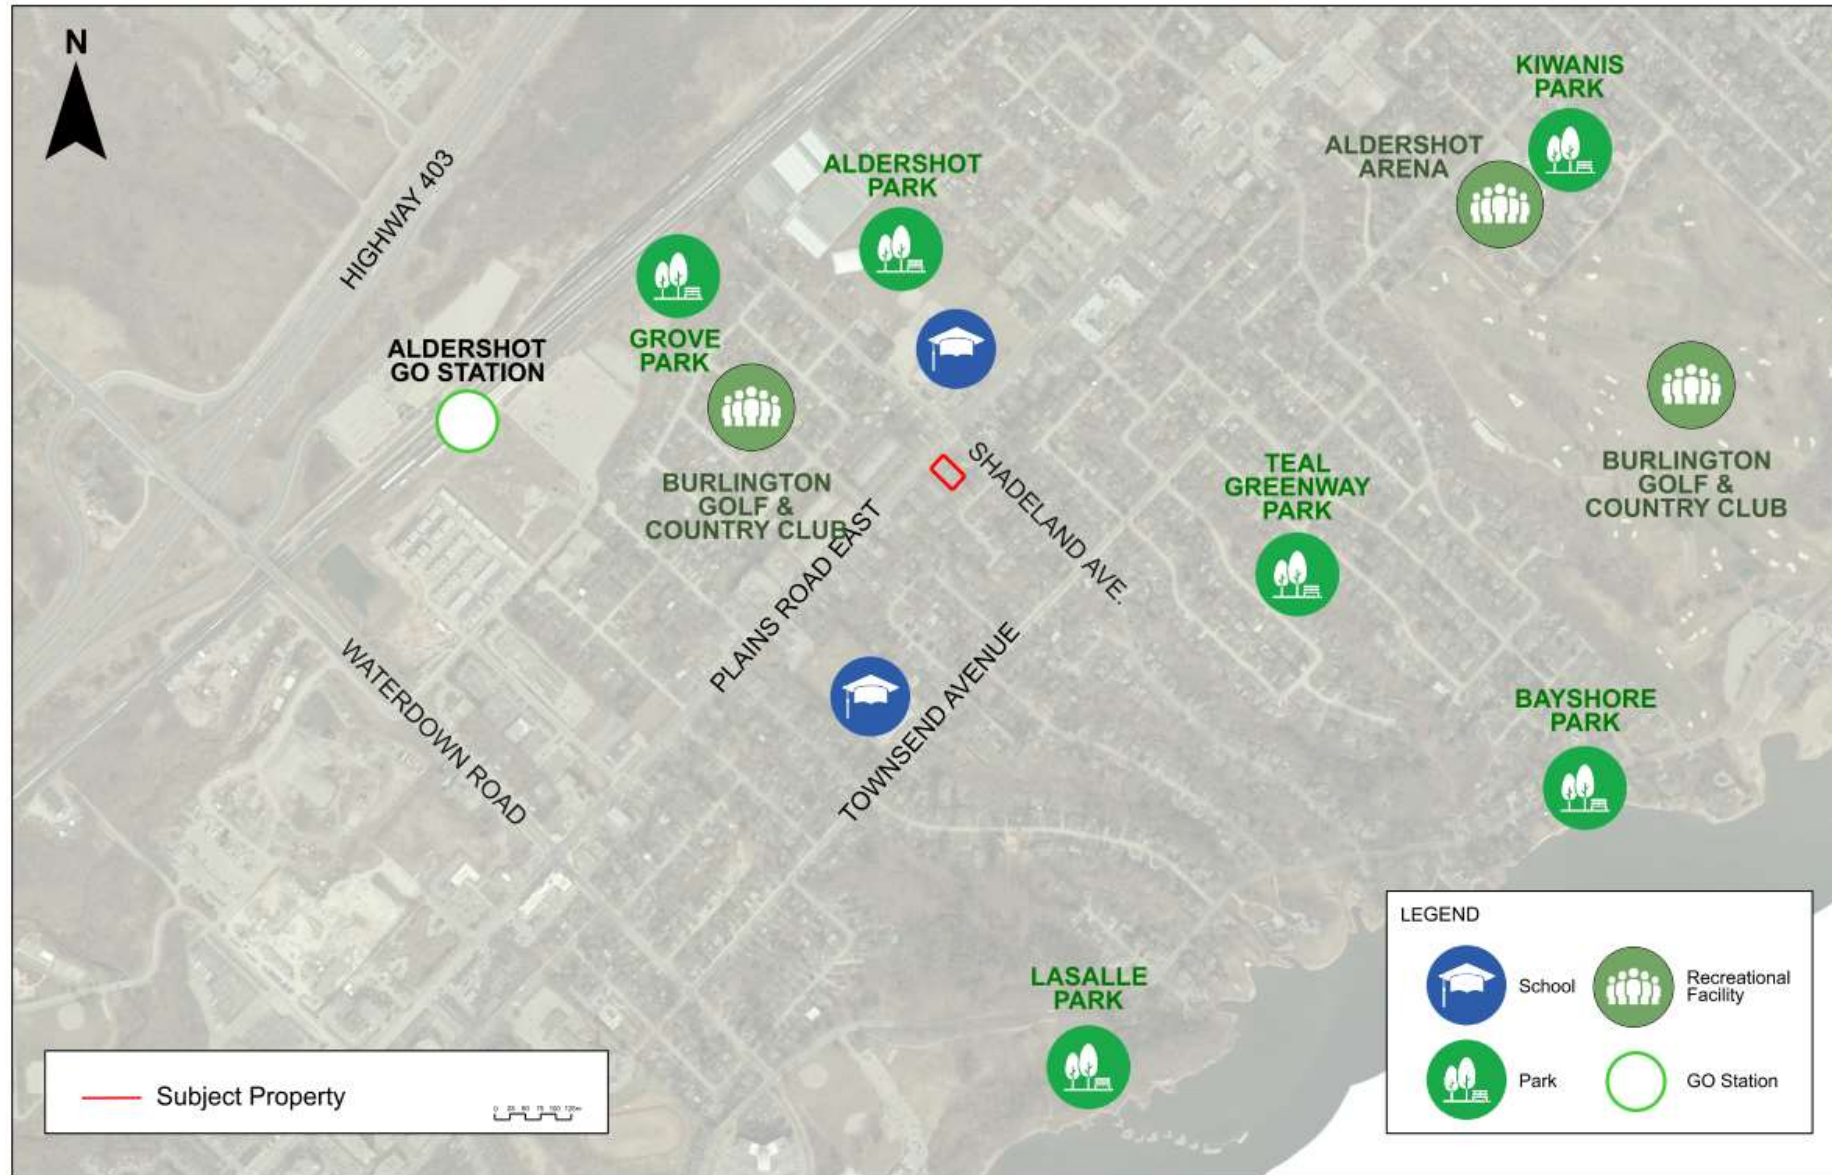 N
KIWANIS
PARK
ALDERSHOT
ARENA
ALDERSHOT
PARK
HIGHWAY 403
GROVE
PARK
ALDERSHOT
GO STATION
BURLINGTON
GOLF &
COUNTRY CLUB
PLAINS ROAD EAST
SHADELAND AVE.
TEAL
GREENWAY
PARK
BURLINGTON
GOLF &
COUNTRY CLUB
WATERDOWN ROAD
TOWNSEND AVENUE
BAYSHORE
PARK
LASALLE
PARK
LEGEND
School
Recreational
Facility
Park
GO Station
Subject Property